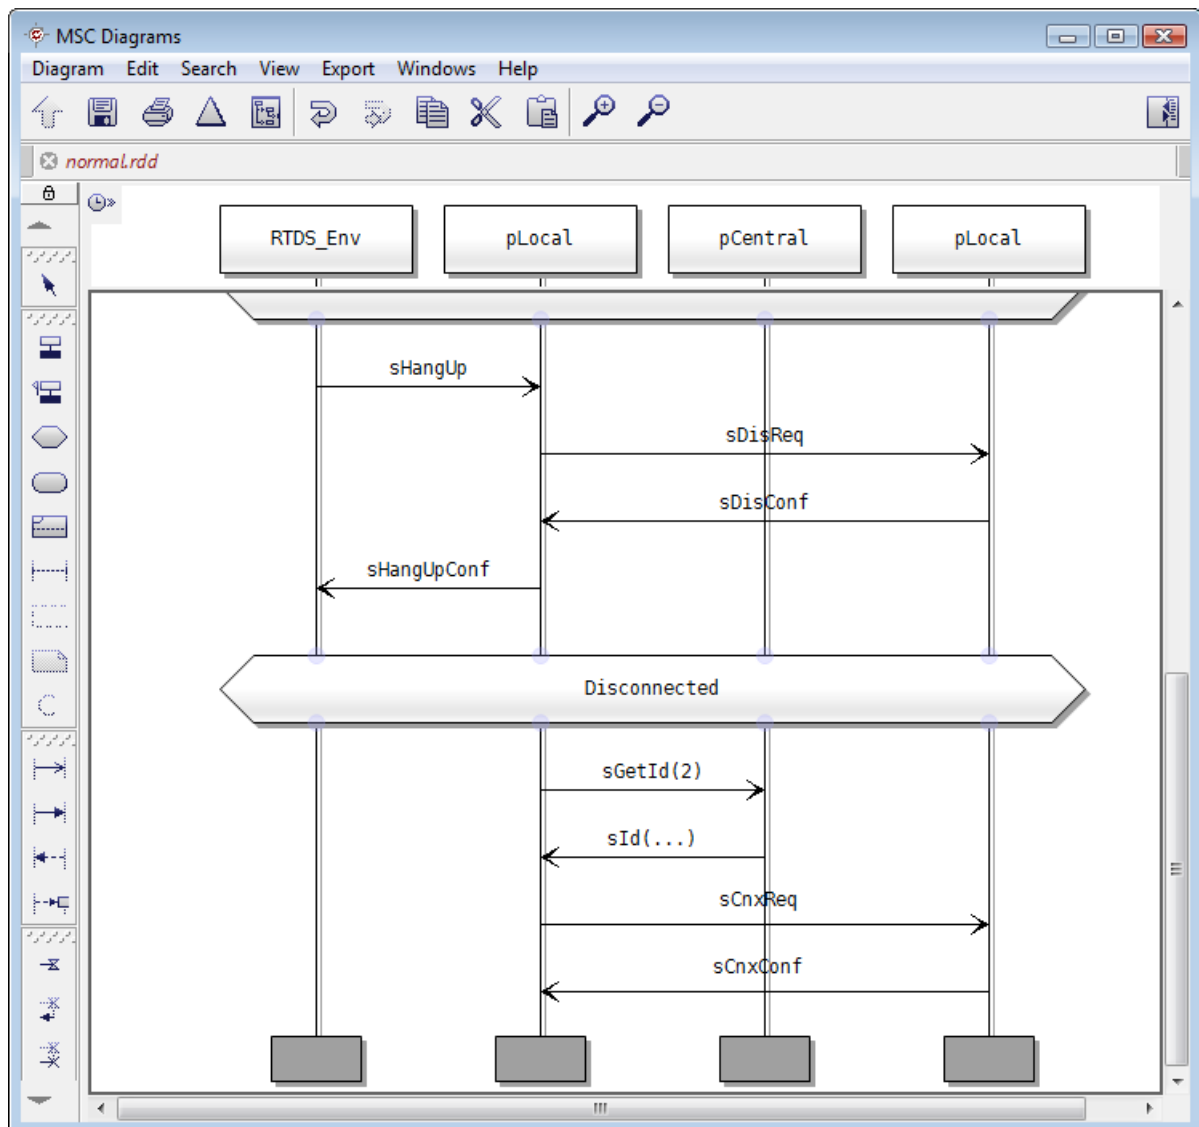 MSC Diagrams
Diagram Edit Search View Export Windows Help
normal.rdd
RTDS_Env pLocal pCentral pLocal
sHangUp
sDisReq
sDisConf
sHangUpConf
Disconnected
sGetId(2)
sId(...)
sCnxReq
sCnxConf